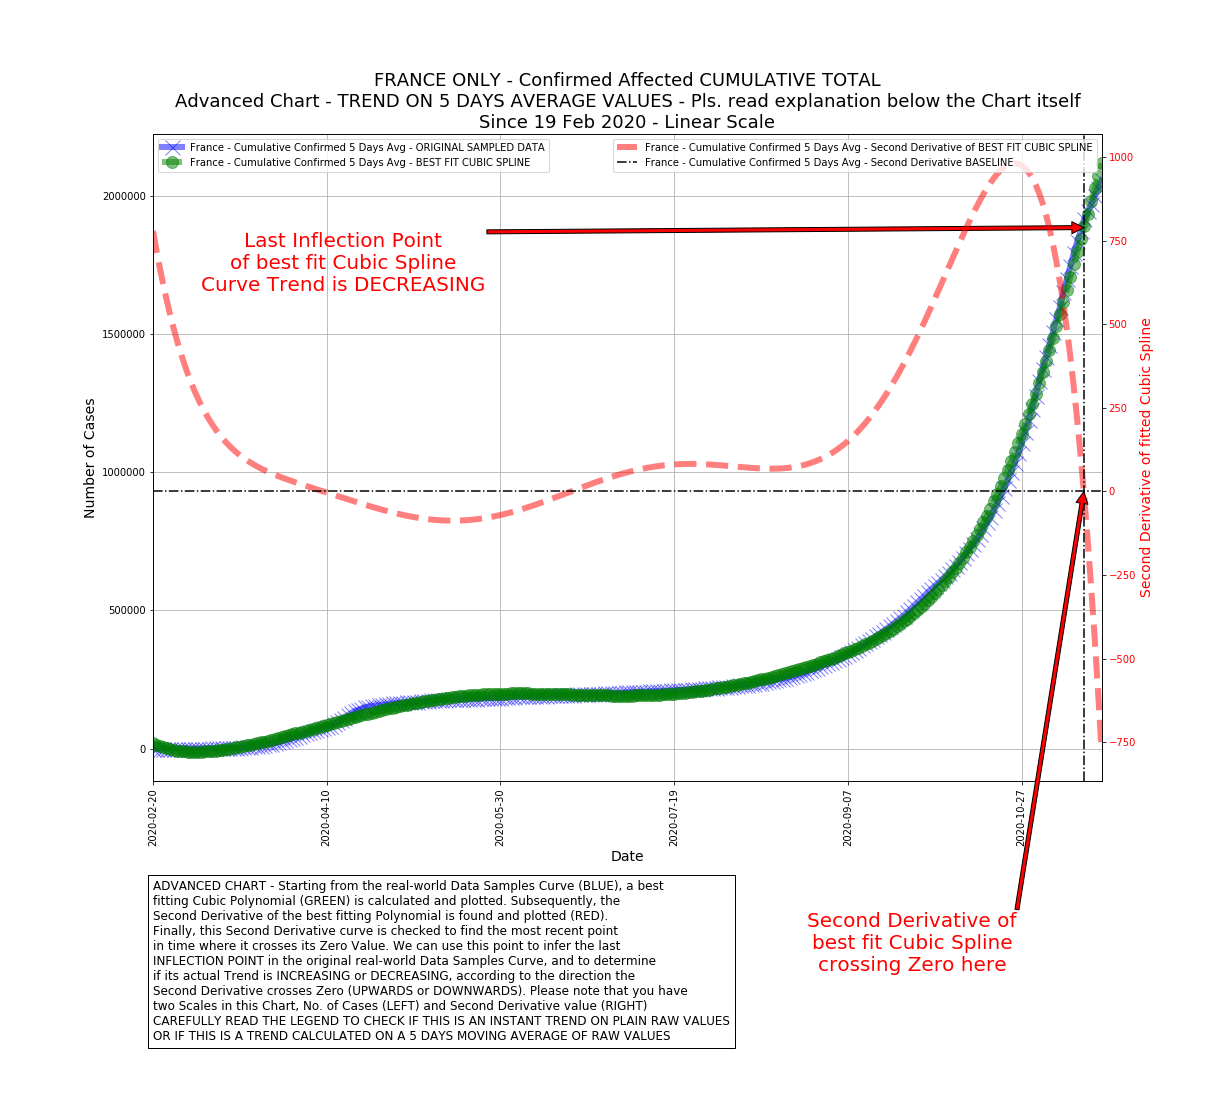 FRANCE ONLY - Confirmed Affected CUMULATIVE TOTAL
Advanced Chart - TREND ON 5 DAYS AVERAGE VALUES - Pls. read explanation below the Chart itself
Since 19 Feb 2020 - Linear Scale
France - Cumulative Confirmed 5 Days Avg - ORIGINAL SAMPLED DATA
France - Cumulative Confirmed 5 Days Avg - BEST FIT CUBIC SPLINE
France - Cumulative Confirmed 5 Days Avg - Second Derivative of BEST FIT CUBIC SPLINE
France - Cumulative Confirmed 5 Days Avg - Second Derivative BASELINE
Last Inflection Point
of best fit Cubic Spline
Curve Trend is DECREASING
Number of Cases
2000000
1500000
1000000
500000
0
1000
750
500
250
0
−250
−500
−750
Second Derivative of fitted Cubic Spline
2020-02-20
2020-04-10
2020-05-30
2020-07-19
2020-09-07
2020-10-27
Date
ADVANCED CHART - Starting from the real-world Data Samples Curve (BLUE), a best
fitting Cubic Polynomial (GREEN) is calculated and plotted. Subsequently, the
Second Derivative of the best fitting Polynomial is found and plotted (RED).
Finally, this Second Derivative curve is checked to find the most recent point
in time where it crosses its Zero Value. We can use this point to infer the last
INFLECTION POINT in the original real-world Data Samples Curve, and to determine
if its actual Trend is INCREASING or DECREASING, according to the direction the
Second Derivative crosses Zero (UPWARDS or DOWNWARDS). Please note that you have
two Scales in this Chart, No. of Cases (LEFT) and Second Derivative value (RIGHT)
CAREFULLY READ THE LEGEND TO CHECK IF THIS IS AN INSTANT TREND ON PLAIN RAW VALUES
OR IF THIS IS A TREND CALCULATED ON A 5 DAYS MOVING AVERAGE OF RAW VALUES
Second Derivative of
best fit Cubic Spline
crossing Zero here